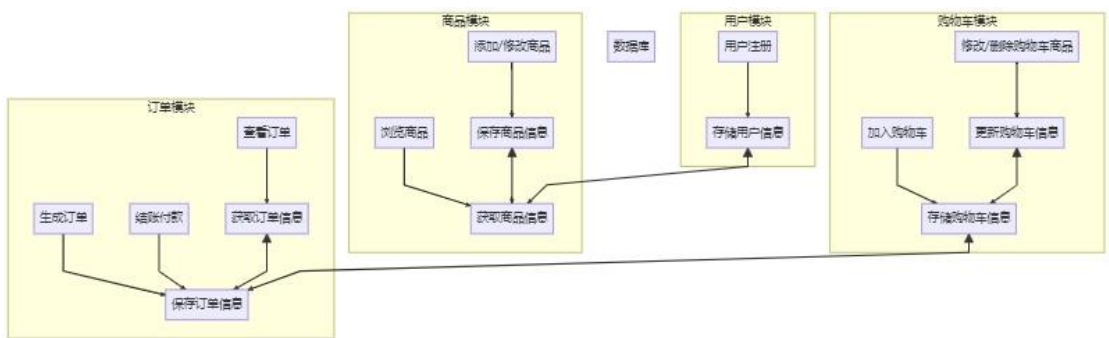 商品模块
用户模块
购物车模块
添加/修改商品
数据库
用户注册
修改/删除购物车商品
订单模块
查看订单
浏览商品
保存商品信息
存储用户信息
加入购物车
更新购物车信息
生成订单
结账付款
获取订单信息
获取商品信息
存储购物车信息
保存订单信息